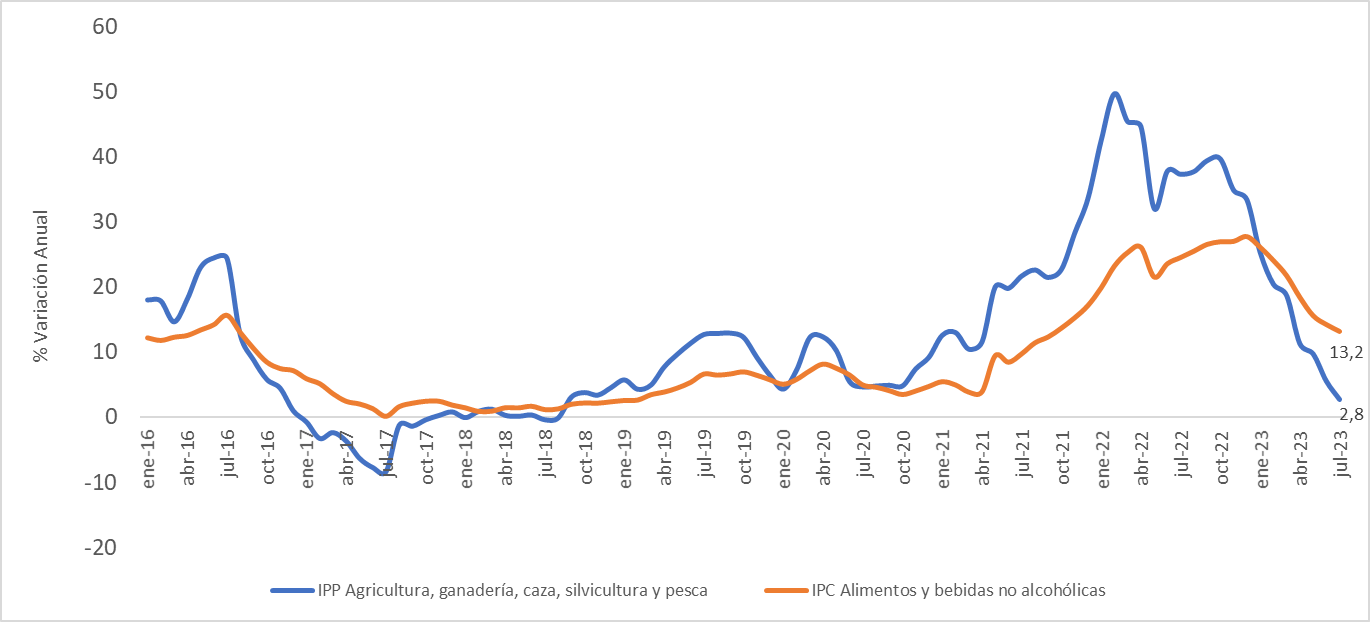 60
50
40
30
20
10
0
-10
-20
% Variación Anual
13,2
2,8
ene-16
abr-16
jul-16
oct-16
ene-17
abr-17
jul-17
oct-17
ene-18
abr-18
jul-18
oct-18
ene-19
abr-19
jul-19
oct-19
ene-20
abr-20
jul-20
oct-20
ene-21
abr-21
jul-21
oct-21
ene-22
abr-22
jul-22
oct-22
ene-23
abr-23
jul-23
IPP Agricultura, ganadería, caza, silvicultura y pesca
IPC Alimentos y bebidas no alcohólicas